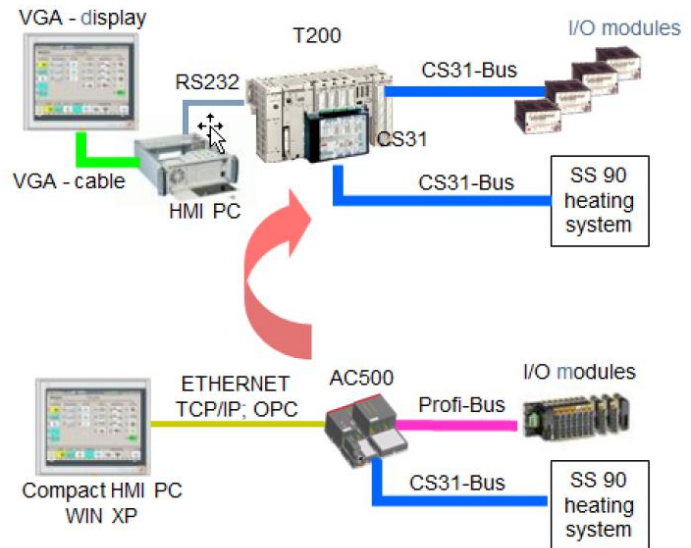 VGA - display
T200
I/O modules
RS232
CS31-Bus
CS31
VGA - cable
HMI PC
CS31-Bus
SS 90
heating
system
ETHERNET
TCP/IP; OPC
AC500
I/O modules
Profi-Bus
Compact HMI PC
WIN XP
CS31-Bus
SS 90
heating
system